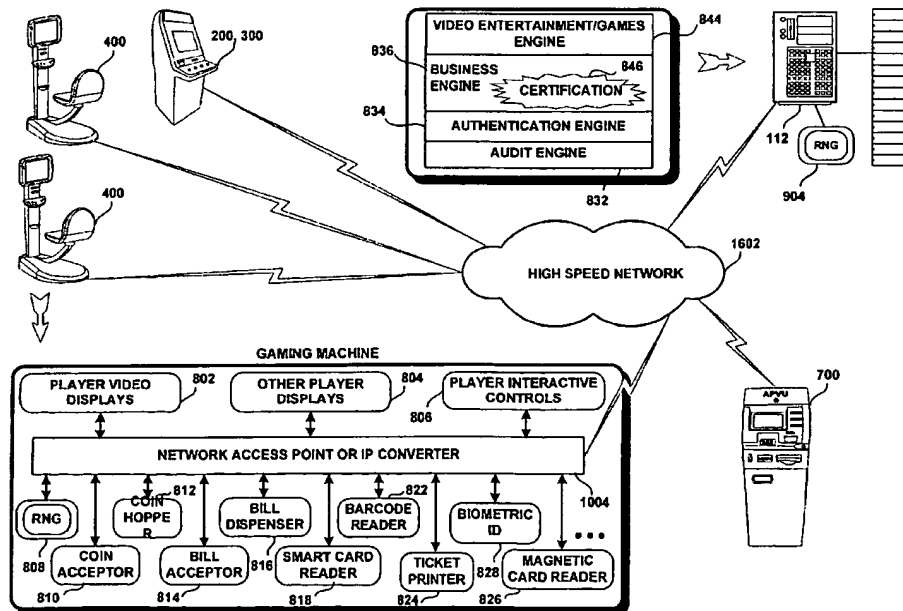 400
200, 300
400
VIDEO ENTERTAINMENT/GAMES
ENGINE
844
836
BUSINESS
ENGINE
846
CERTIFICATION
834
AUTHENTICATION ENGINE
AUDIT ENGINE
832
112
RNG
904
1602
HIGH SPEED NETWORK
GAMING MACHINE
PLAYER VIDEO
DISPLAYS
802
OTHER PLAYER
DISPLAYS
804
806
PLAYER INTERACTIVE
CONTROLS
NETWORK ACCESS POINT OR IP CONVERTER
1004
RNG
808
COIN
ACCEPTOR
810
812
COIN
HOPPE
R
BILL
ACCEPTOR
814
BILL
DISPENSER
816
SMART CARD
READER
818
822
BARCODE
READER
TICKET
PRINTER
824
BIOMETRIC
ID
828
MAGNETIC
CARD READER
826
...
APVU
700